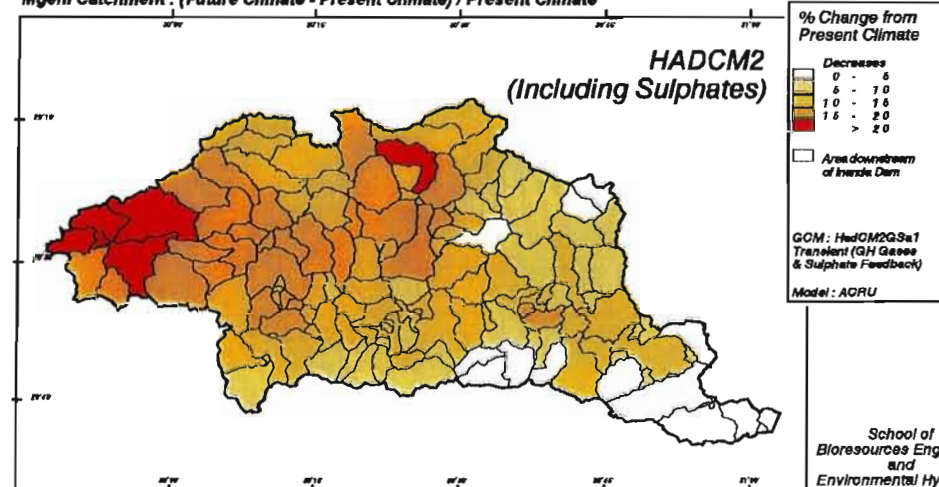 Mgeni Catchment : (Future Climate - Present Climate) / Present Climate
HADCM2
(Including Sulphates)
% Change from
Present Climate
Decreases
0 - 5
5 - 10
10 - 15
15 - 20
> 20
Area downstream
of Inanda Dam
GCM : HadCM2GSa1
Transient (GH Gases
& Sulphate Feedback)
Model : ACRU
School of
Bioresources Eng
and
Environmental Hy